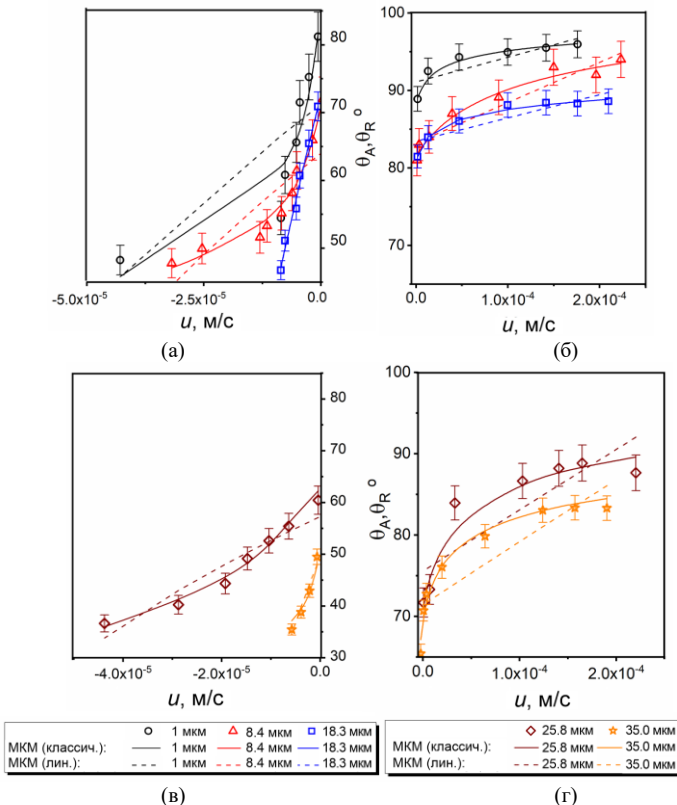 80
70
60
50
-5.0x10⁻⁵ -2.5x10⁻⁵ 0.0
u, м/с
(а)
θ_A, θ_R °
100
90
80
70
0.0 1.0x10⁻⁴ 2.0x10⁻⁴
u, м/с
(б)
80
70
60
50
40
30
-4.0x10⁻⁵ -2.0x10⁻⁵ 0.0
u, м/с
θ_A, θ_R °
100
90
80
70
0.0 1.0x10⁻⁴ 2.0x10⁻⁴
u, м/с
1 мкм 8.4 мкм 18.3 мкм
МКМ (классич.): 1 мкм 8.4 мкм 18.3 мкм
МКМ (лин.): 1 мкм 8.4 мкм 18.3 мкм
(в)
25.8 мкм 35.0 мкм
МКМ (классич.): 25.8 мкм 35.0 мкм
МКМ (лин.): 25.8 мкм 35.0 мкм
(г)